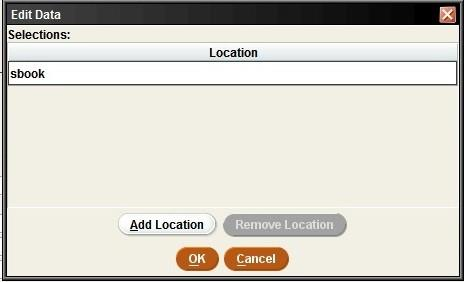 Edit Data
Selections:
Location
sbook
Add Location Remove Location
OK Cancel